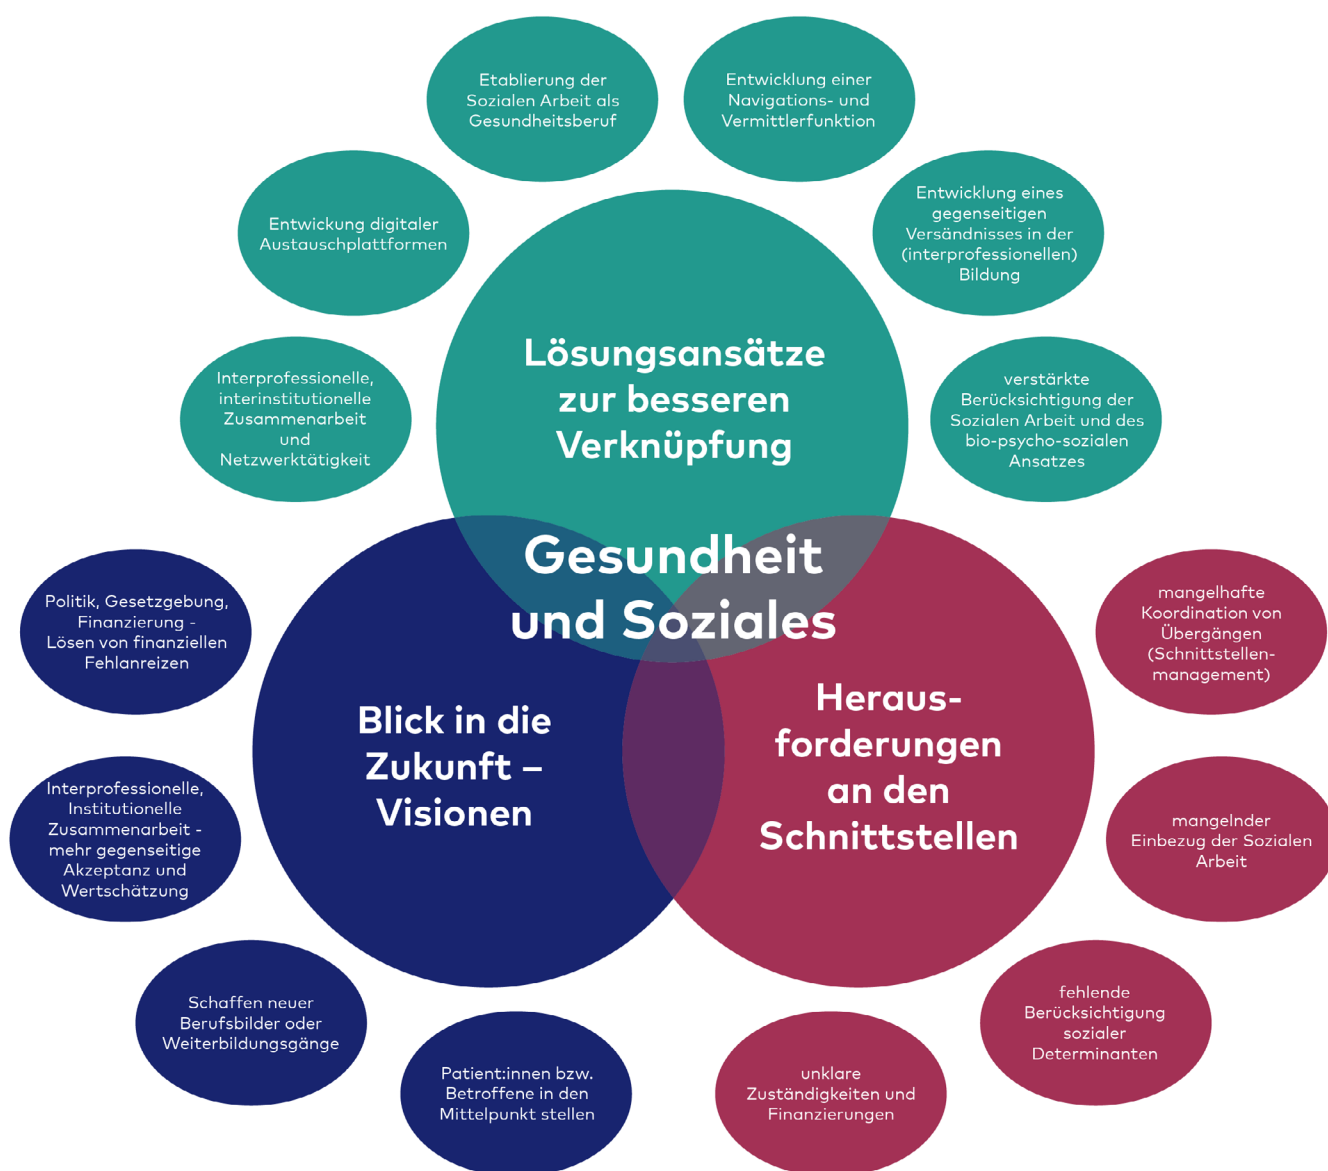 Etablierung der
Sozialen Arbeit als
Gesundheitsberuf
Entwicklung einer
Navigations- und
Vermittlerfunktion
Entwickung digitaler
Austauschplattformen
Entwicklung eines
gegenseitigen
Versändnisses in der
(interprofessionellen)
Bildung
Interprofessionelle,
interinstitutionelle
Zusammenarbeit
und
Netzwerktätigkeit
verstärkte
Berücksichtigung der
Sozialen Arbeit und des
bio-psycho-sozialen
Ansatzes
Lösungsansätze
zur besseren
Verknüpfung
Gesundheit
und Soziales
Blick in die
Zukunft –
Visionen
Heraus-
forderungen
an den
Schnittstellen
Politik, Gesetzgebung,
Finanzierung -
Lösen von finanziellen
Fehlanreizen
Interprofessionelle,
Institutionelle
Zusammenarbeit -
mehr gegenseitige
Akzeptanz und
Wertschätzung
Schaffen neuer
Berufsbilder oder
Weiterbildungsgänge
Patient:innen bzw.
Betroffene in den
Mittelpunkt stellen
mangelhafte
Koordination von
Übergängen
(Schnittstellen-
management)
mangelnder
Einbezug der Sozialen
Arbeit
fehlende
Berücksichtigung
sozialer
Determinanten
unklare
Zuständigkeiten und
Finanzierungen